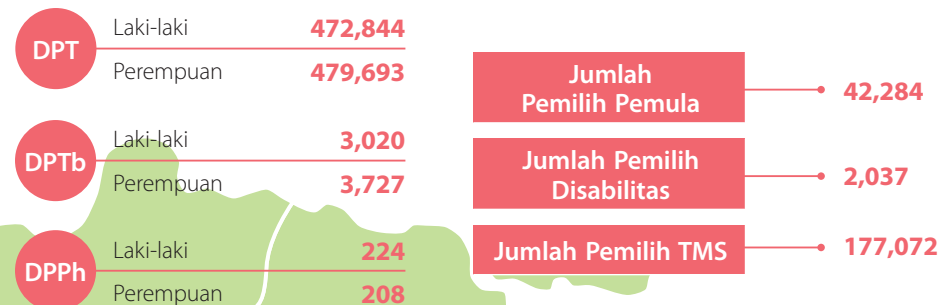 DPT
Laki-laki 472,844
Perempuan 479,693
DPTb
Laki-laki 3,020
Perempuan 3,727
DPPh
Laki-laki 224
Perempuan 208
Jumlah
Pemilih Pemula
42,284
Jumlah Pemilih
Disabilitas
2,037
Jumlah Pemilih TMS 177,072